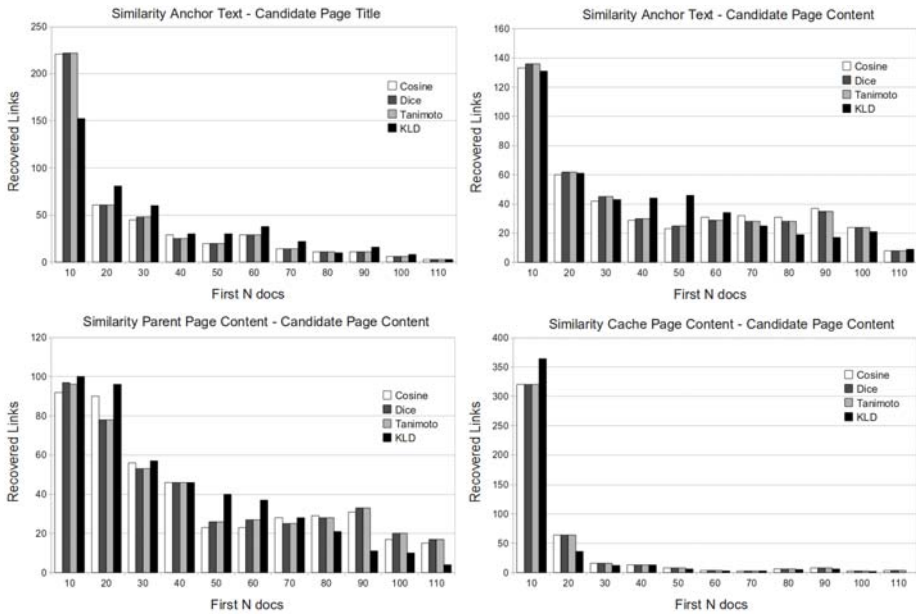 Similarity Anchor Text - Candidate Page Title
250
200
150
100
50
0
Recovered Links
Cosine
Dice
Tanimoto
KLD
10 20 30 40 50 60 70 80 90 100 110
First N docs
Similarity Anchor Text - Candidate Page Content
160
140
120
100
80
60
40
20
0
Recovered Links
Cosine
Dice
Tanimoto
KLD
10 20 30 40 50 60 70 80 90 100 110
First N docs
Similarity Parent Page Content - Candidate Page Content
120
100
80
60
40
20
0
Recovered Links
Cosine
Dice
Tanimoto
KLD
10 20 30 40 50 60 70 80 90 100 110
First N docs
Similarity Cache Page Content - Candidate Page Content
400
350
300
250
200
150
100
50
0
Recovered Links
Cosine
Dice
Tanimoto
KLD
10 20 30 40 50 60 70 80 90 100 110
First N docs